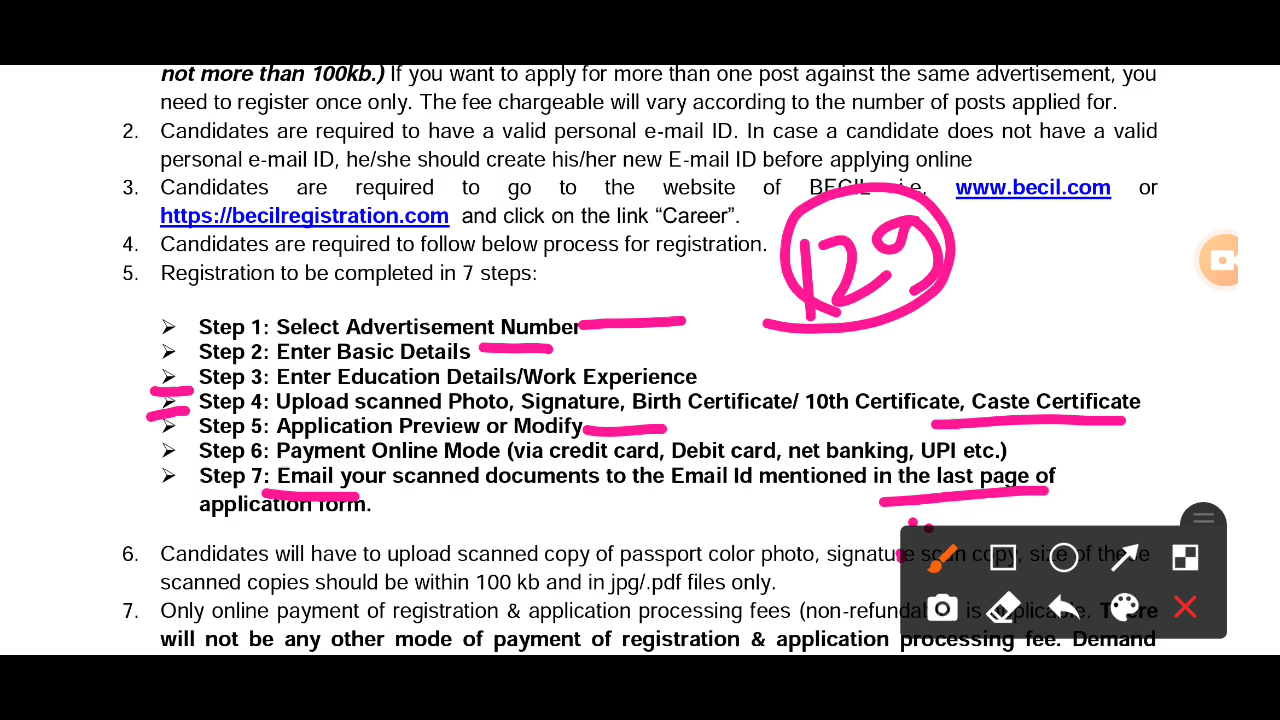 not more than 100kb.) If you want to apply for more than one post against the same advertisement, you
need to register once only. The fee chargeable will vary according to the number of posts applied for.
2. Candidates are required to have a valid personal e-mail ID. In case a candidate does not have a valid
personal e-mail ID, he/she should create his/her new E-mail ID before applying online
3. Candidates are required to go to the website of BECIL i.e. www.becil.com or
https://becilregistration.com and click on the link “Career”.
4. Candidates are required to follow below process for registration.
129
5. Registration to be completed in 7 steps:
➢ Step 1: Select Advertisement Number
➢ Step 2: Enter Basic Details
➢ Step 3: Enter Education Details/Work Experience
➢ Step 4: Upload scanned Photo, Signature, Birth Certificate/ 10th Certificate, Caste Certificate
➢ Step 5: Application Preview or Modify
➢ Step 6: Payment Online Mode (via credit card, Debit card, net banking, UPI etc.)
➢ Step 7: Email your scanned documents to the Email Id mentioned in the last page of
application form.
6. Candidates will have to upload scanned copy of passport color photo, signature scan copy, size of these
scanned copies should be within 100 kb and in jpg/.pdf files only.
7. Only online payment of registration & application processing fees (non-refundable) is applicable. There
will not be any other mode of payment of registration & application processing fee. Demand